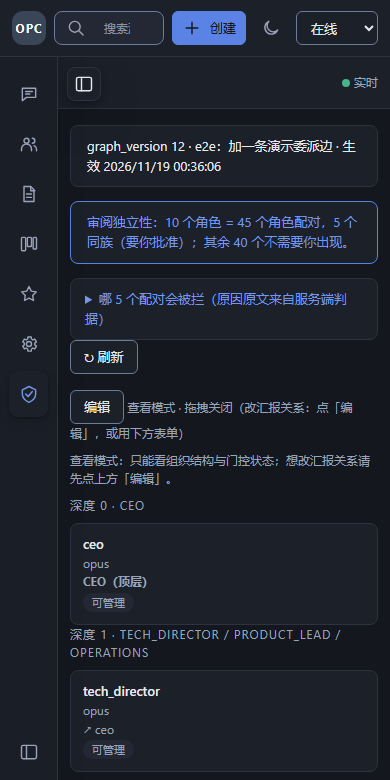 OPC
搜索
创建
在线
实时
graph_version 12 · e2e：加一条演示委派边 · 生
效 2026/11/19 00:36:06
审阅独立性：10 个角色 = 45 个角色配对，5 个
同族（要你批准）；其余 40 个不需要你出现。
▶ 哪 5 个配对会被拦（原因原文来自服务端判
据）
↻ 刷新
编辑 查看模式 · 拖拽关闭（改汇报关系：点「编
辑」，或用下方表单）
查看模式：只能看组织结构与门控状态；想改汇报关系请
先点上方「编辑」。
深度 0 · CEO
ceo
opus
CEO（顶层）
可管理
深度 1 · TECH_DIRECTOR / PRODUCT_LEAD /
OPERATIONS
tech_director
opus
↗ ceo
可管理